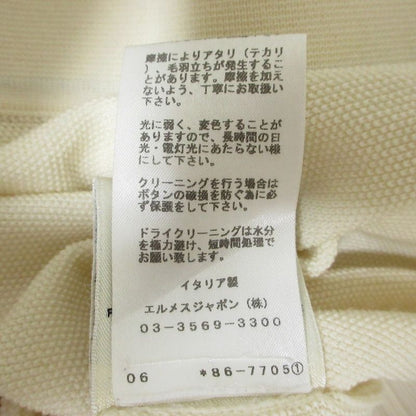 摩擦によりアタリ（テカリ
）、毛羽立ちが発生するこ
とがあります。摩擦を加え
ないよう、丁寧にお取扱い
下さい。
光に弱く、変色することが
ありますので、長時間の日
光・電灯光にあたらない様
にして下さい。
クリーニングを行う場合は
ボタンの破損を防ぐ為に必
ず保護をして下さい。
ドライクリーニングは水分
を極力避け、短時間処理で
お願い致します。
イタリア製
エルメスジャポン（株）
03-3569-3300
06 *86-7705①